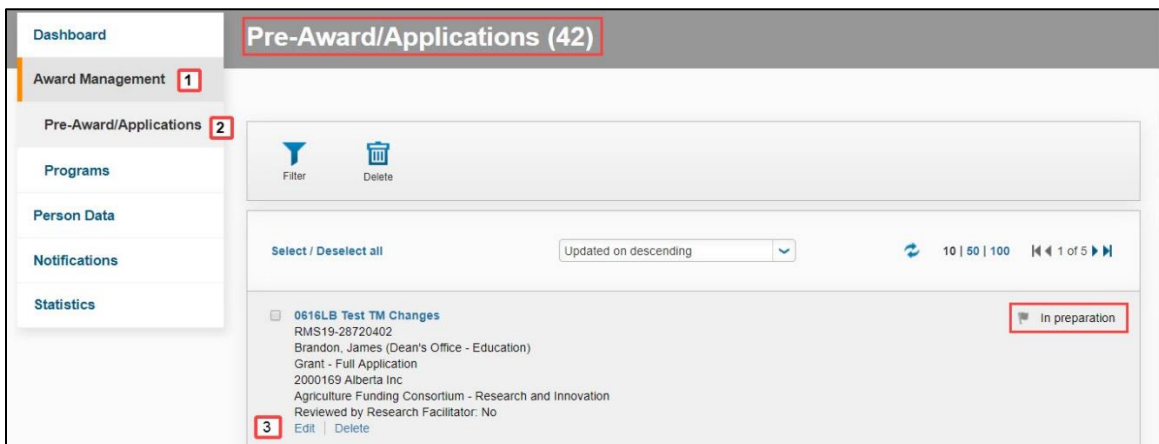 Dashboard
Pre-Award/Applications (42)
Award Management 1
Pre-Award/Applications 2
Programs
Person Data
Notifications
Statistics
Filter
Delete
Select / Deselect all
Updated on descending
10 | 50 | 100
1 of 5
0616LB Test TM Changes
In preparation
RMS19-28720402
Brandon, James (Dean's Office - Education)
Grant - Full Application
2000169 Alberta Inc
Agriculture Funding Consortium - Research and Innovation
Reviewed by Research Facilitator: No
3 Edit | Delete